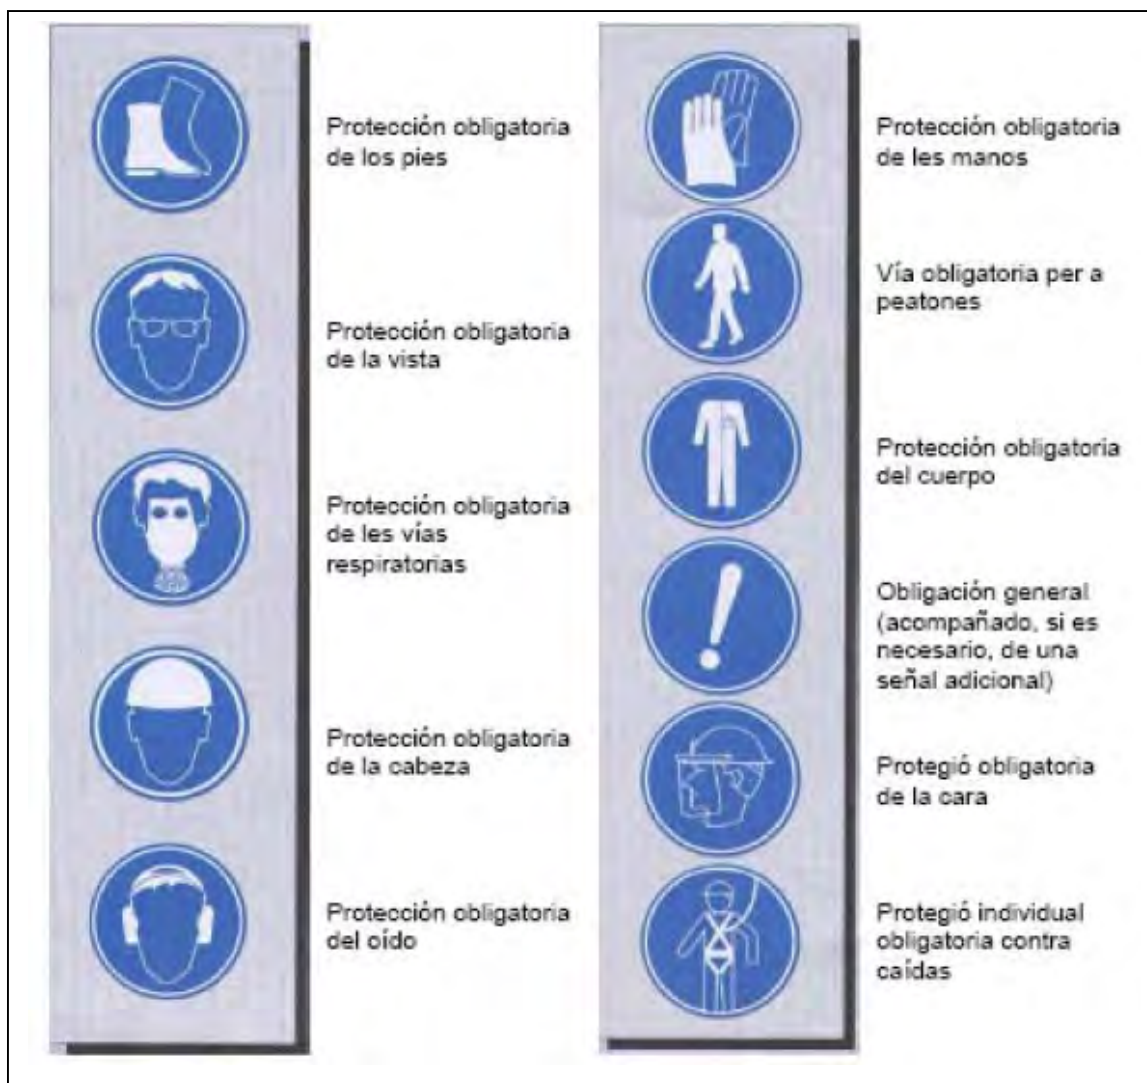 Protección obligatoria
de los pies
Protección obligatoria
de la vista
Protección obligatoria
de les vías
respiratorias
Protección obligatoria
de la cabeza
Protección obligatoria
del oído
Protección obligatoria
de les manos
Vía obligatoria per a
peatones
Protección obligatoria
del cuerpo
Obligación general
(acompañado, si es
necesario, de una
señal adicional)
Protegió obligatoria
de la cara
Protegió individual
obligatoria contra
caídas